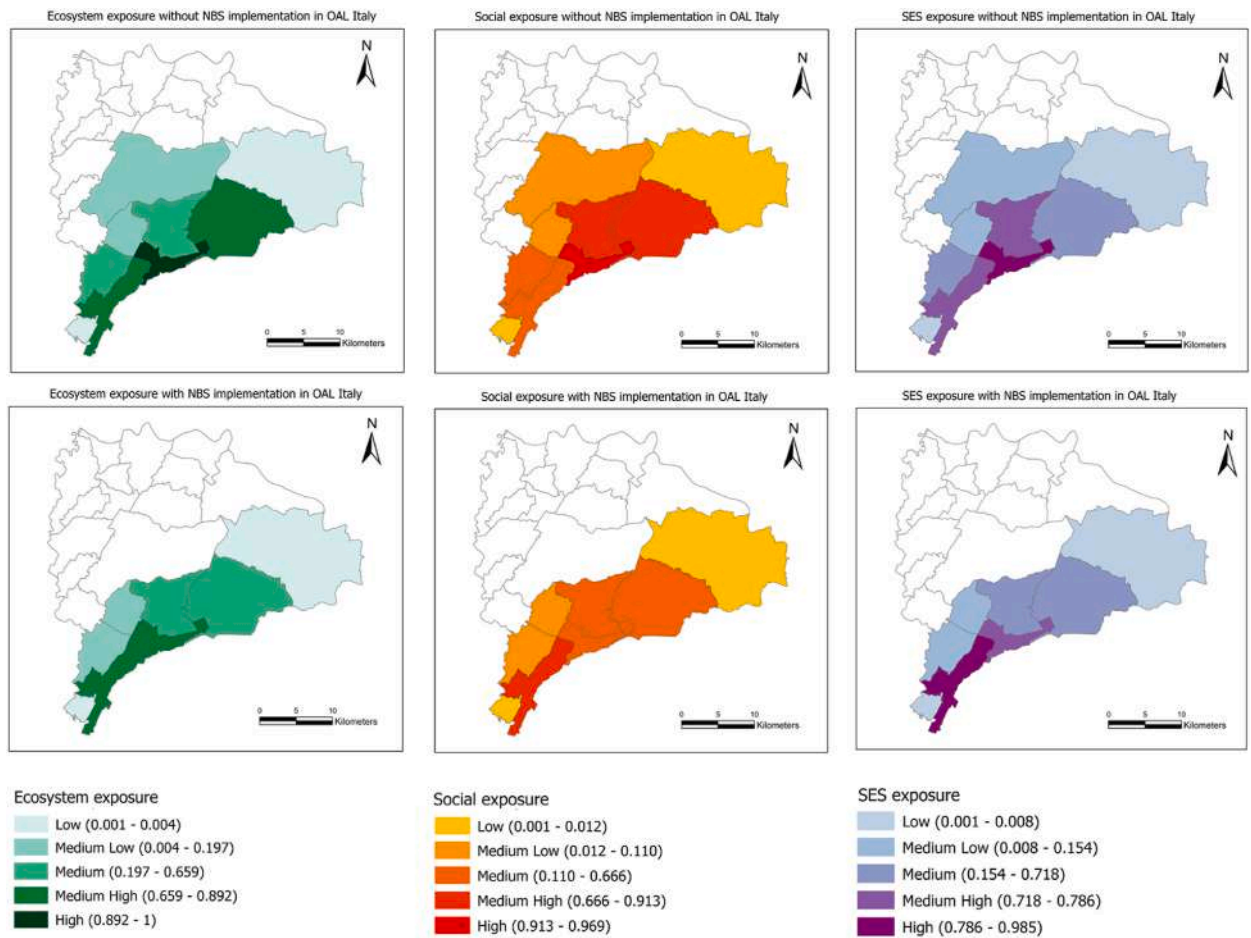 Ecosystem exposure without NBS implementation in OAL Italy
Social exposure without NBS implementation in OAL Italy
SES exposure without NBS implementation in OAL Italy
N
N
N
0 5 10
Kilometers
0 5 10
Kilometers
0 5 10
Kilometers
Ecosystem exposure with NBS implementation in OAL Italy
Social exposure with NBS implementation in OAL Italy
SES exposure with NBS implementation in OAL Italy
N
N
N
0 5 10
Kilometers
0 5 10
Kilometers
0 5 10
Kilometers
Ecosystem exposure
Low (0.001 - 0.004)
Medium Low (0.004 - 0.197)
Medium (0.197 - 0.659)
Medium High (0.659 - 0.892)
High (0.892 - 1)
Social exposure
Low (0.001 - 0.012)
Medium Low (0.012 - 0.110)
Medium (0.110 - 0.666)
Medium High (0.666 - 0.913)
High (0.913 - 0.969)
SES exposure
Low (0.001 - 0.008)
Medium Low (0.008 - 0.154)
Medium (0.154 - 0.718)
Medium High (0.718 - 0.786)
High (0.786 - 0.985)